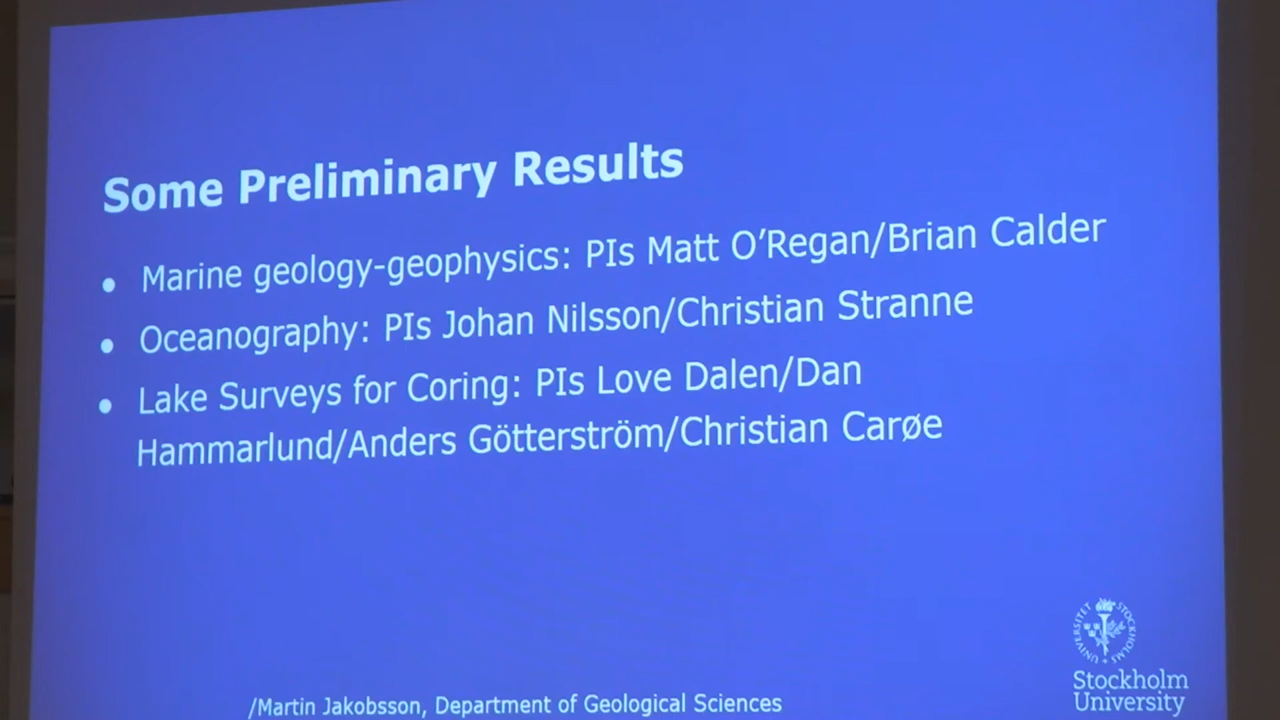 Some Preliminary Results
• Marine geology-geophysics: PIs Matt O'Regan/Brian Calder
• Oceanography: PIs Johan Nilsson/Christian Stranne
• Lake Surveys for Coring: PIs Love Dalen/Dan
Hammarlund/Anders Götterström/Christian Carøe
/Martin Jakobsson, Department of Geological Sciences
STOCKHOLMS UNIVERSITET
Stockholm
University